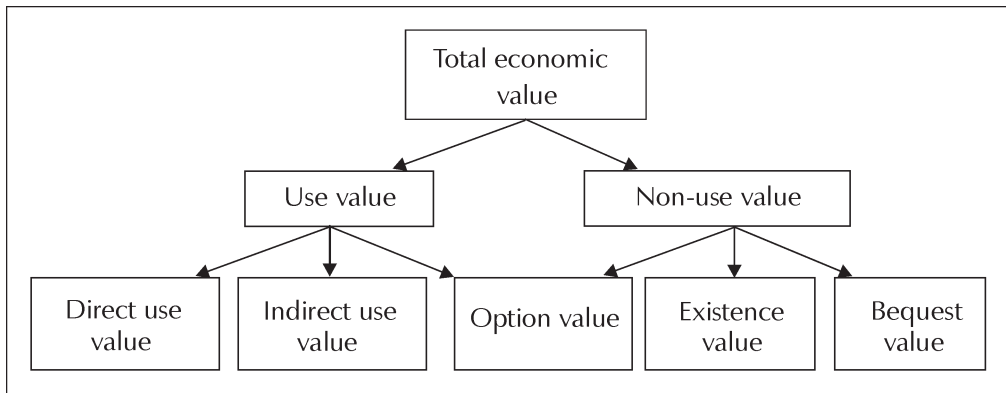 Total economic
value
Use value
Non-use value
Direct use
value
Indirect use
value
Option value
Existence
value
Bequest
value